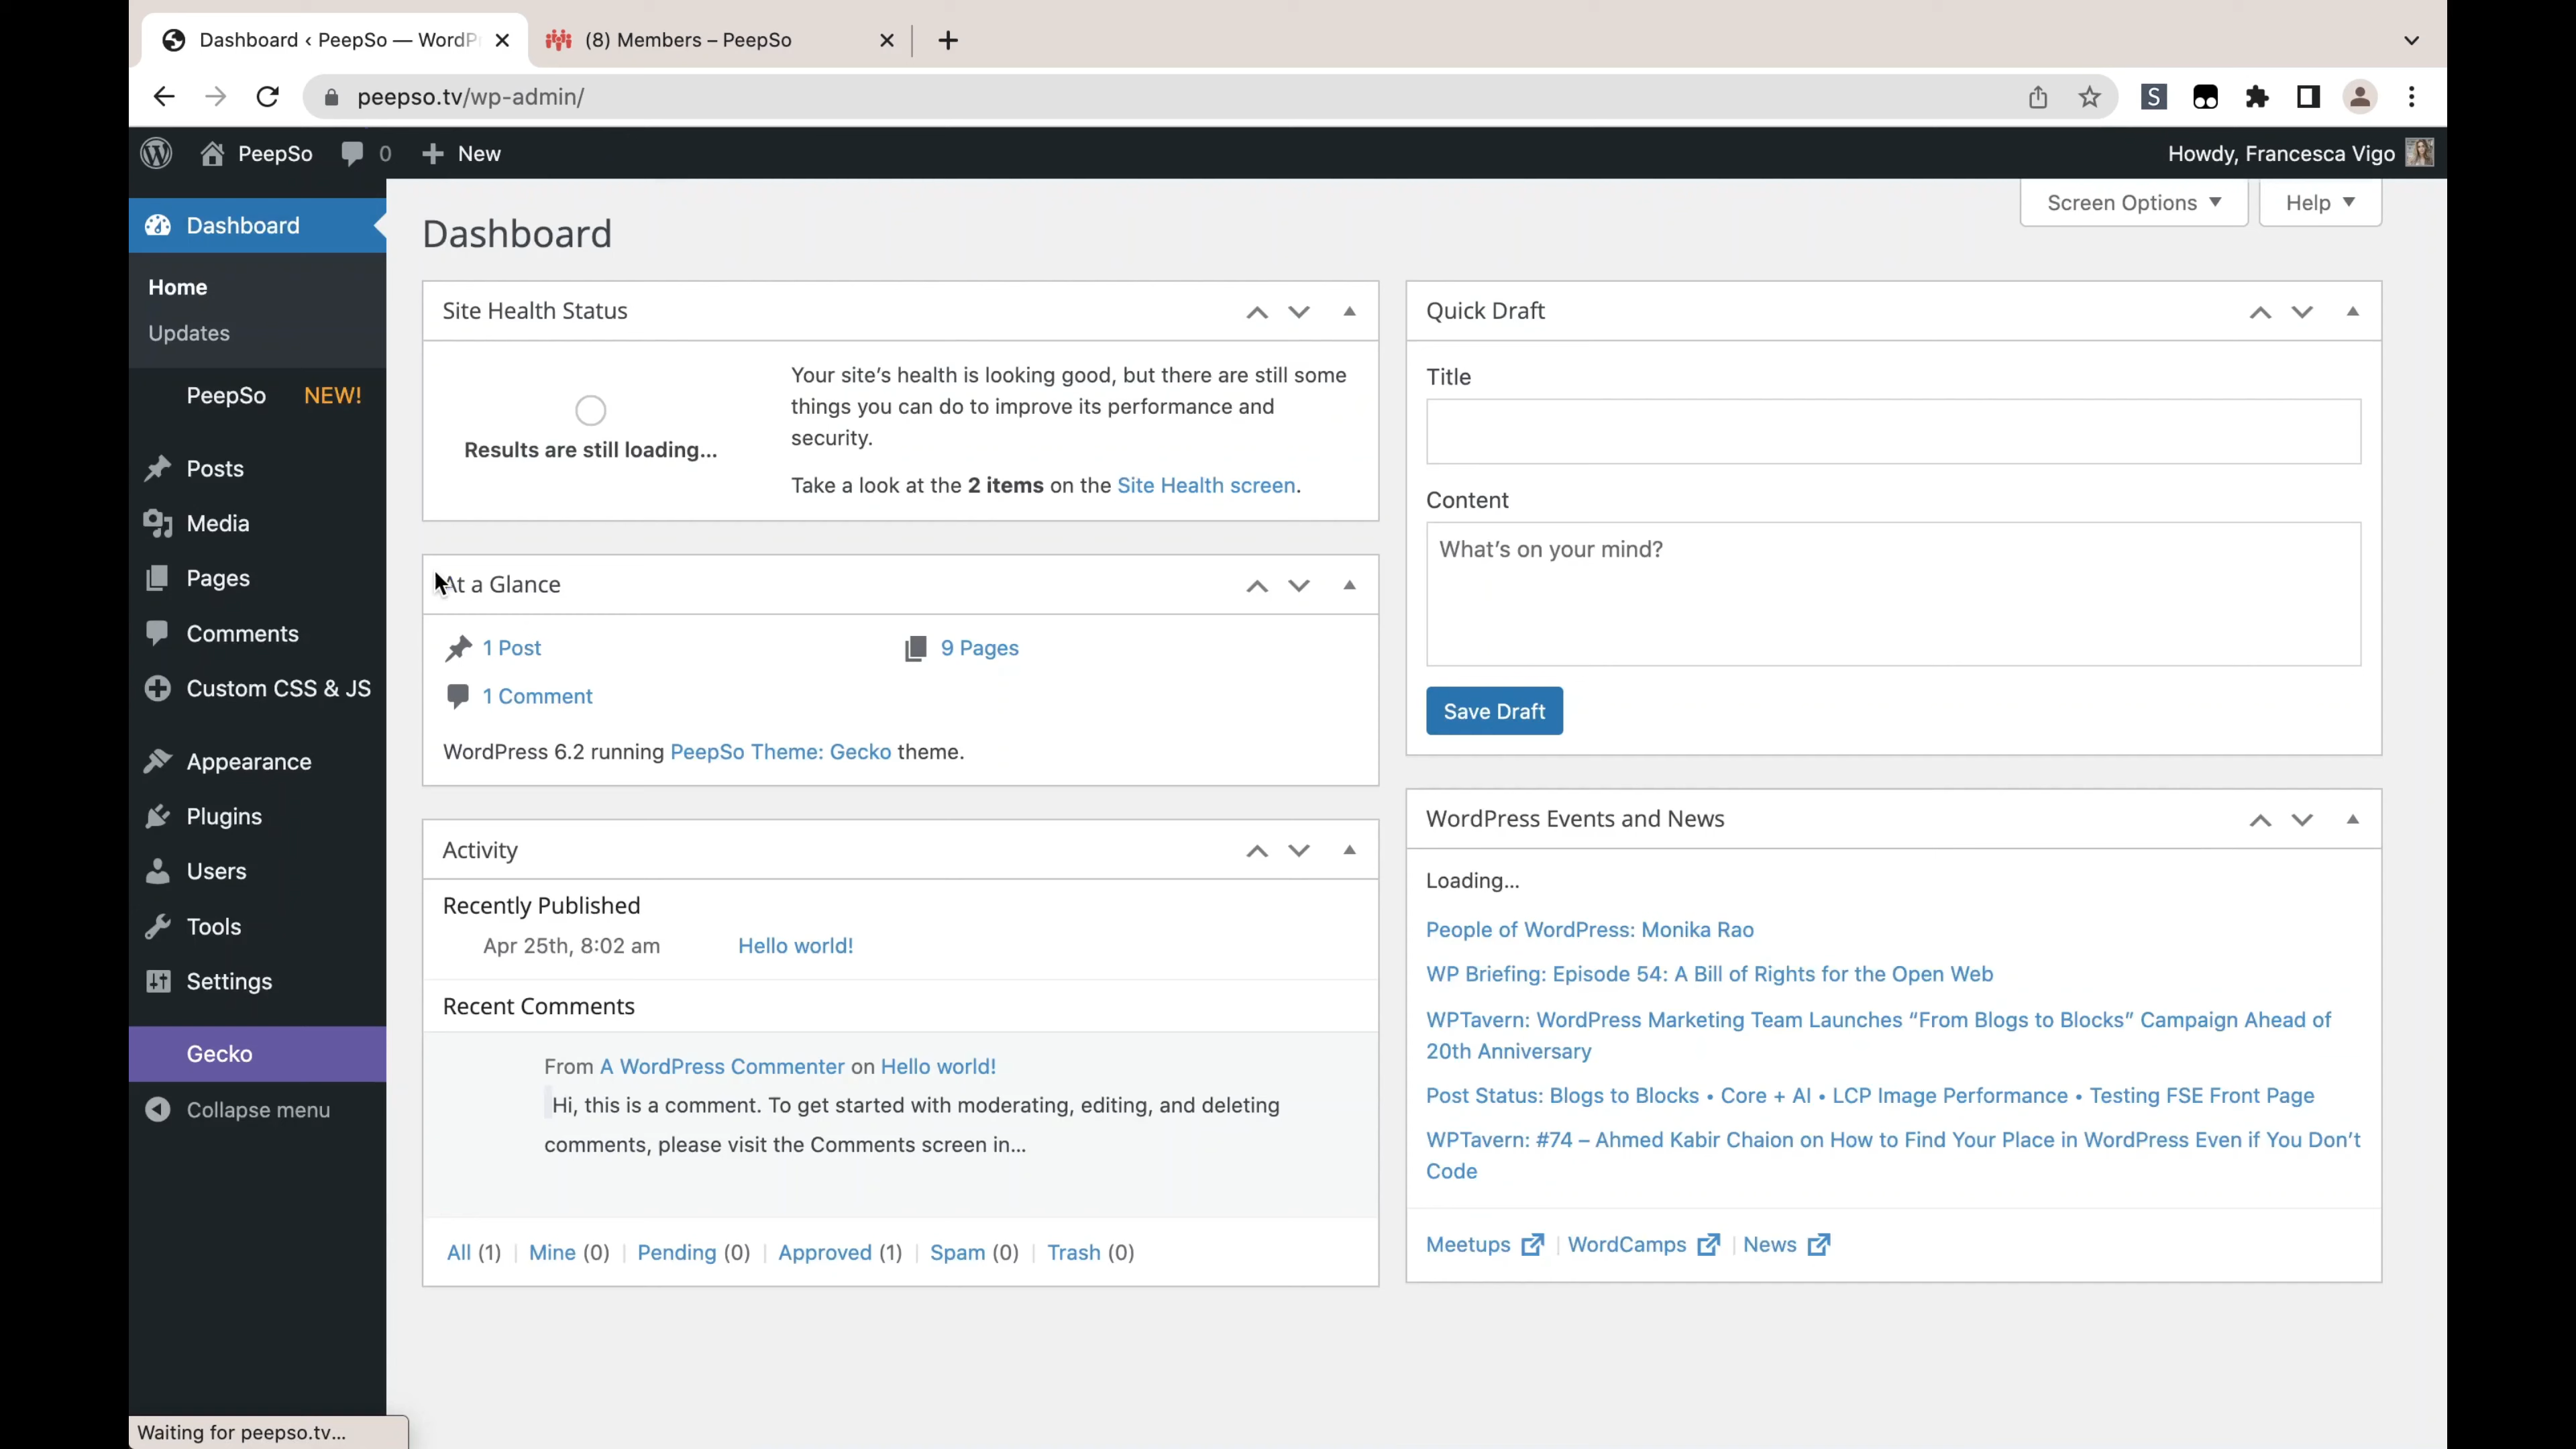 Dashboard ‹ PeepSo — WordP
(8) Members – PeepSo
peepso.tv/wp-admin/
S
PeepSo
0
New
Howdy, Francesca Vigo
Dashboard
Home
Updates
PeepSo NEW!
Posts
Media
Pages
Comments
Custom CSS & JS
Appearance
Plugins
Users
Tools
Settings
Gecko
Collapse menu
Screen Options
Help
Dashboard
Site Health Status
Results are still loading...
Your site's health is looking good, but there are still some
things you can do to improve its performance and
security.
Take a look at the 2 items on the Site Health screen.
At a Glance
1 Post
9 Pages
1 Comment
WordPress 6.2 running PeepSo Theme: Gecko theme.
Activity
Recently Published
Apr 25th, 8:02 am Hello world!
Recent Comments
From A WordPress Commenter on Hello world!
Hi, this is a comment. To get started with moderating, editing, and deleting
comments, please visit the Comments screen in...
All (1) | Mine (0) | Pending (0) | Approved (1) | Spam (0) | Trash (0)
Quick Draft
Title
Content
What's on your mind?
Save Draft
WordPress Events and News
Loading...
People of WordPress: Monika Rao
WP Briefing: Episode 54: A Bill of Rights for the Open Web
WPTavern: WordPress Marketing Team Launches “From Blogs to Blocks” Campaign Ahead of
20th Anniversary
Post Status: Blogs to Blocks • Core + AI • LCP Image Performance • Testing FSE Front Page
WPTavern: #74 – Ahmed Kabir Chaion on How to Find Your Place in WordPress Even if You Don't
Code
Meetups | WordCamps | News
Waiting for peepso.tv...